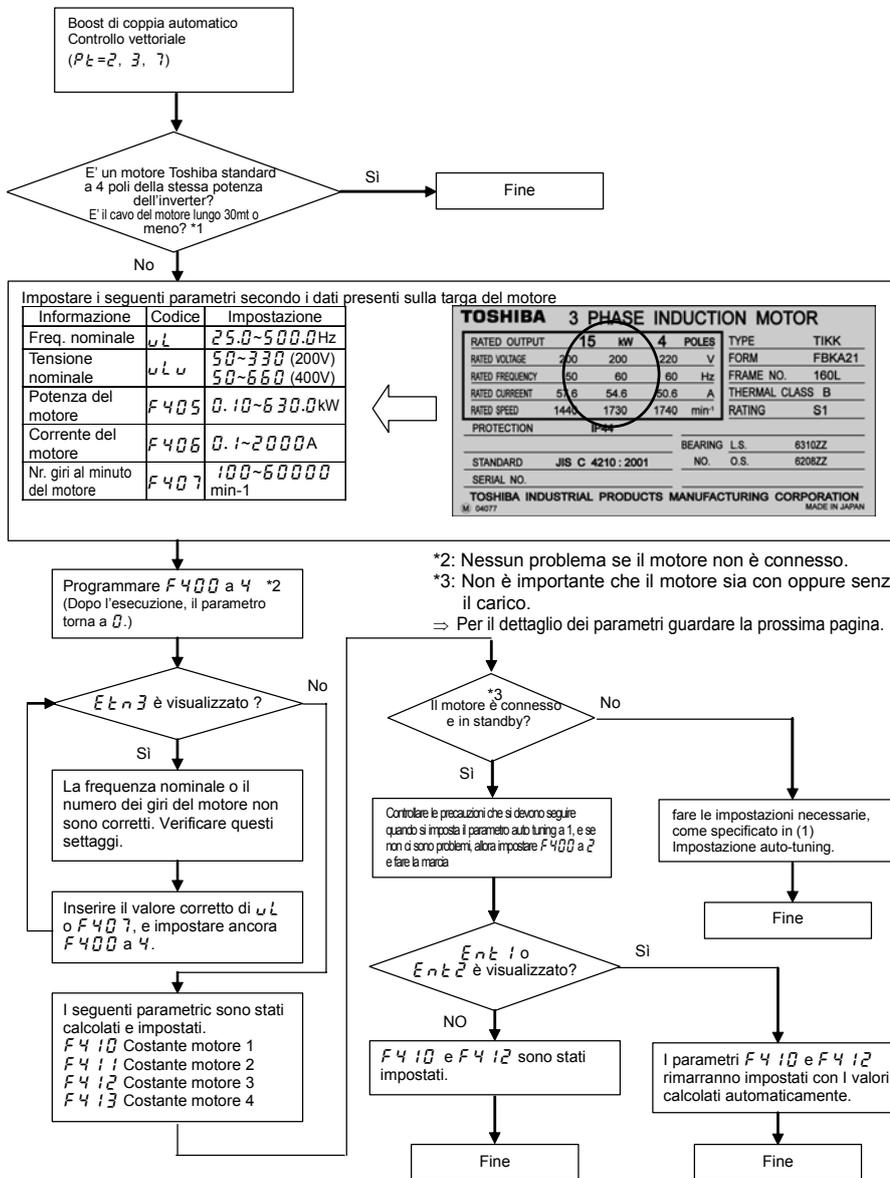 Boost di coppia automatico
Controllo vettoriale
(Pt=2, 3, 7)
E' un motore Toshiba standard
a 4 poli della stessa potenza
dell'inverter?
E' il cavo del motore lungo 30mt o
meno? *1
Sì
Fine
No
Impostare i seguenti parametri secondo i dati presenti sulla targa del motore
Informazione Codice Impostazione
Freq. nominale uL 25.0~500.0Hz
Tensione nominale uLu 50~330 (200V)
50~660 (400V)
Potenza del motore F405 0.10~630.0kW
Corrente del motore F406 0.1~2000A
Nr. giri al minuto del motore F407 100~60000
min-1
TOSHIBA 3 PHASE INDUCTION MOTOR
RATED OUTPUT 15 kW 4 POLES TYPE TIKK
RATED VOLTAGE 200 200 220 V FORM FBKA21
RATED FREQUENCY 50 60 60 Hz FRAME NO. 160L
RATED CURREENT 57.6 54.6 50.6 A THERMAL CLASS B
RATED SPEED 1440 1730 1740 min-1 RATING S1
PROTECTION IP44
BEARING L.S. 6310ZZ
STANDARD JIS C 4210 : 2001 NO. O.S. 6208ZZ
SERIAL NO.
TOSHIBA INDUSTRIAL PRODUCTS MANUFACTURING CORPORATION
M 04077 MADE IN JAPAN
*2: Nessun problema se il motore non è connesso.
*3: Non è importante che il motore sia con oppure senz
il carico.
⇒ Per il dettaglio dei parametri guardare la prossima pagina.
Programmare F400 a 4 *2
(Dopo l'esecuzione, il parametro
torna a 0.)
Etn3 è visualizzato ?
No
Sì
La frequenza nominale o il
numero dei giri del motore non
sono corretti. Verificare questi
settaggi.
Inserire il valore corretto di uL
o F407, e impostare ancora
F400 a 4.
I seguenti parametric sono stati
calcolati e impostati.
F410 Costante motore 1
F411 Costante motore 2
F412 Costante motore 3
F413 Costante motore 4
*3
Il motore è connesso
e in standby?
No
Sì
Controllare le precauzioni che si devono seguire
quando si imposta il parametro auto tuning a 1, e se
non ci sono problemi, allora impostare F400 a 2
e fare la marcia
fare le impostazioni necessarie,
come specificato in (1)
Impostazione auto-tuning.
Fine
Ent1 o
Ent2 è visualizzato?
Sì
NO
F410 e F412 sono stati
impostati.
I parametri F410 e F412
rimarranno impostati con I valori
calcolati automaticamente.
Fine
Fine